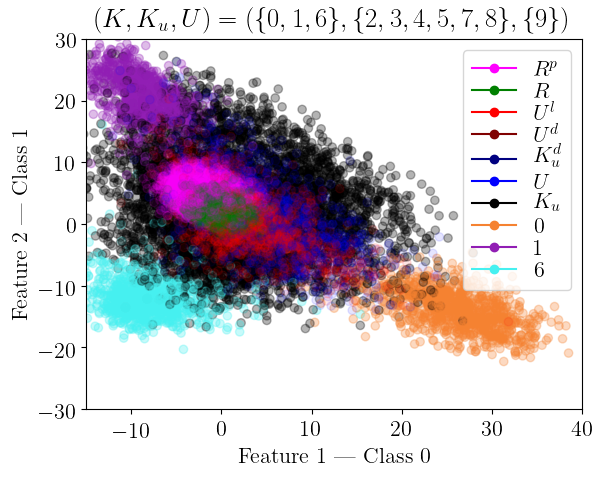 (K, K_u, U) = ({0, 1, 6}, {2, 3, 4, 5, 7, 8}, {9})
30
20
10
0
−10
−20
−30
Feature 2 — Class 1
R^p
R
U^l
U^d
K_u^d
U
K_u
0
1
6
−10
0
10
20
30
40
Feature 1 — Class 0